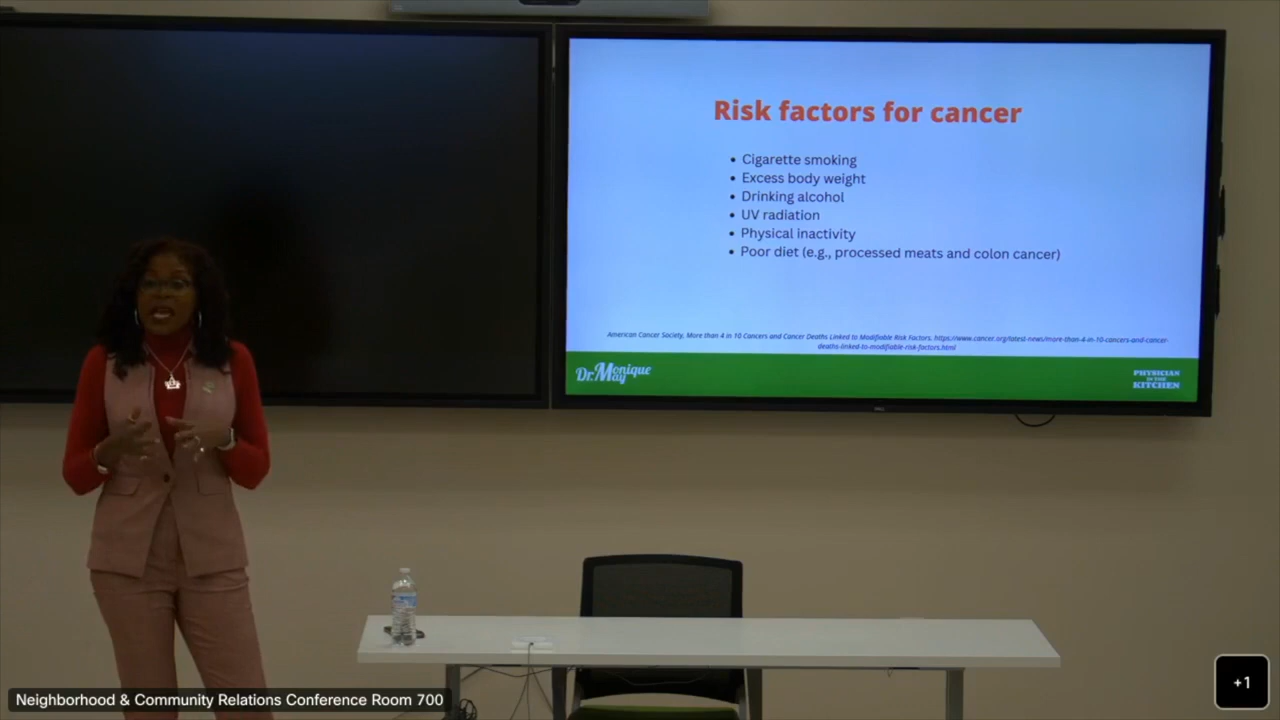 Risk factors for cancer
• Cigarette smoking
• Excess body weight
• Drinking alcohol
• UV radiation
• Physical inactivity
• Poor diet (e.g., processed meats and colon cancer)
American Cancer Society, More than 4 in 10 Cancers and Cancer Deaths Linked to Modifiable Risk Factors. https://www.cancer.org/latest-news/more-than-4-in-10-cancers-and-cancer-
deaths-linked-to-modifiable-risk-factors.html
Dr. Monique
May
PHYSICIAN
IN THE
KITCHEN
Neighborhood & Community Relations Conference Room 700
+1